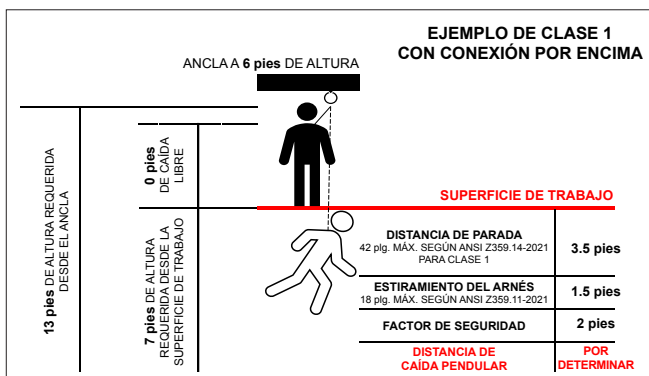 EJEMPLO DE CLASE 1
CON CONEXIÓN POR ENCIMA
ANCLA A 6 pies DE ALTURA
13 pies DE ALTURA REQUERIDA
DESDE EL ANCLA
0 pies
DE CAÍDA
LIBRE
7 pies DE ALTURA
REQUERIDA DESDE LA
SUPERFICIE DE TRABAJO
SUPERFICIE DE TRABAJO
DISTANCIA DE PARADA
42 plg. MÁX. SEGÚN ANSI Z359.14-2021
PARA CLASE 1
3.5 pies
ESTIRAMIENTO DEL ARNÉS
18 plg. MÁX. SEGÚN ANSI Z359.11-2021
1.5 pies
FACTOR DE SEGURIDAD
2 pies
DISTANCIA DE
CAÍDA PENDULAR
POR
DETERMINAR